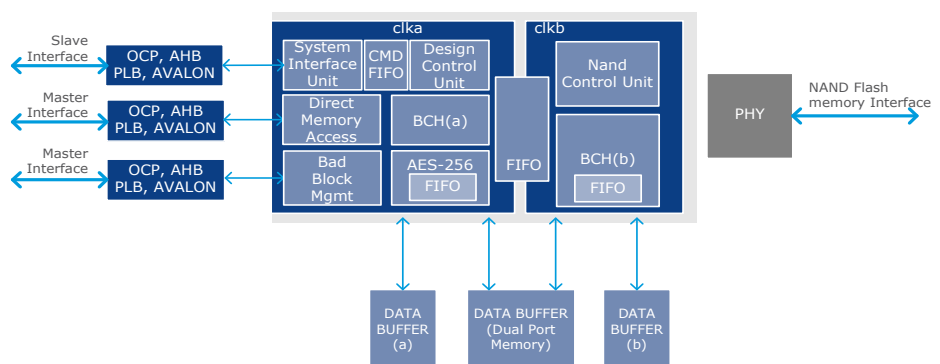 clka
clkb
Slave
Interface
OCP, AHB
PLB, AVALON
System
Interface
Unit
CMD
FIFO
Design
Control
Unit
Nand
Control Unit
Master
Interface
OCP, AHB
PLB, AVALON
Direct
Memory
Access
BCH(a)
FIFO
BCH(b)
FIFO
PHY
NAND Flash
memory Interface
Master
Interface
OCP, AHB
PLB, AVALON
Bad
Block
Mgmt
AES-256
FIFO
DATA
BUFFER
(a)
DATA BUFFER
(Dual Port
Memory)
DATA
BUFFER
(b)